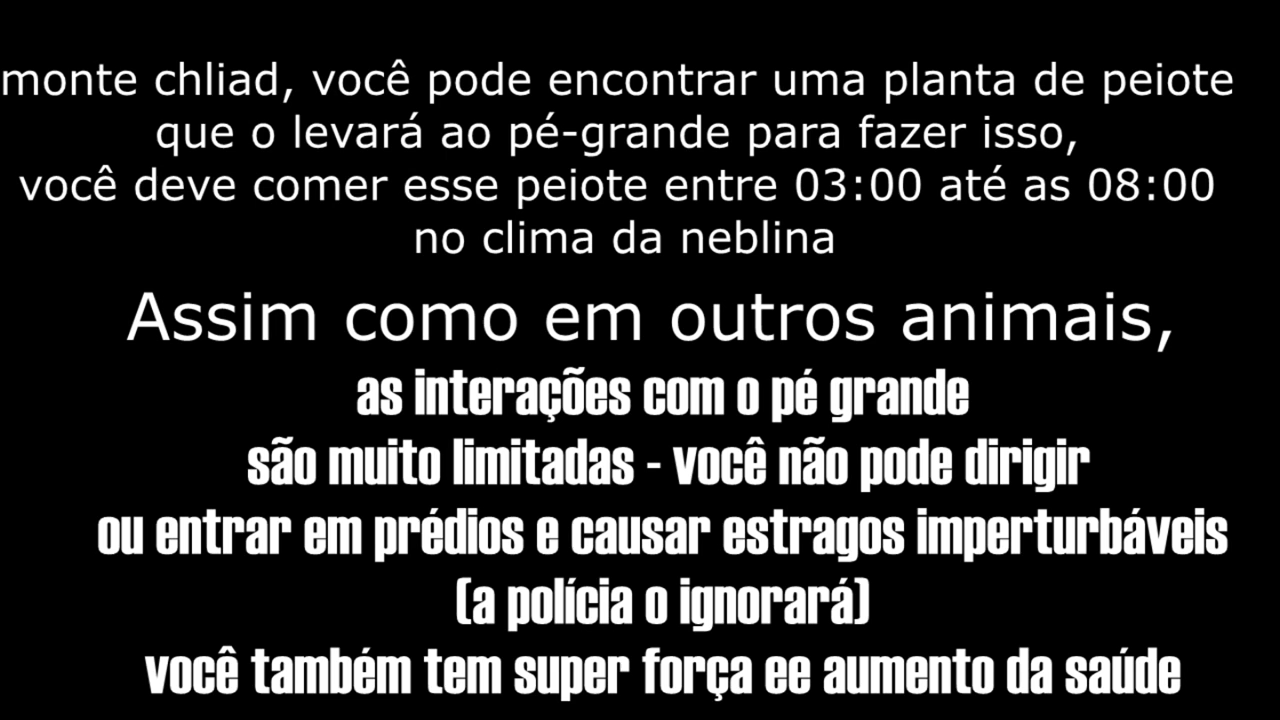 monte chliad, você pode encontrar uma planta de peiote
que o levará ao pé-grande para fazer isso,
você deve comer esse peiote entre 03:00 até as 08:00
no clima da neblina
Assim como em outros animais,
as interações com o pé grande
são muito limitadas - você não pode dirigir
ou entrar em prédios e causar estragos imperturbáveis
(a polícia o ignorará)
você também tem super força ee aumento da saúde